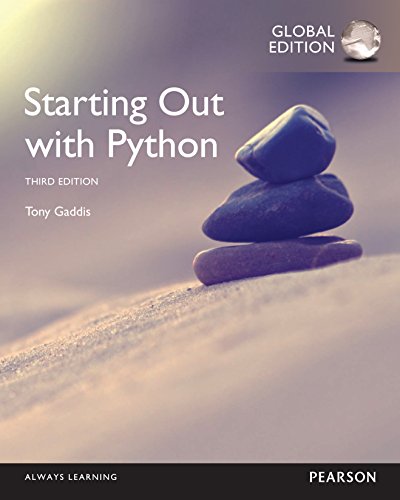 GLOBAL
EDITION
Starting Out
with Python
THIRD EDITION
Tony Gaddis
ALWAYS LEARNING
PEARSON